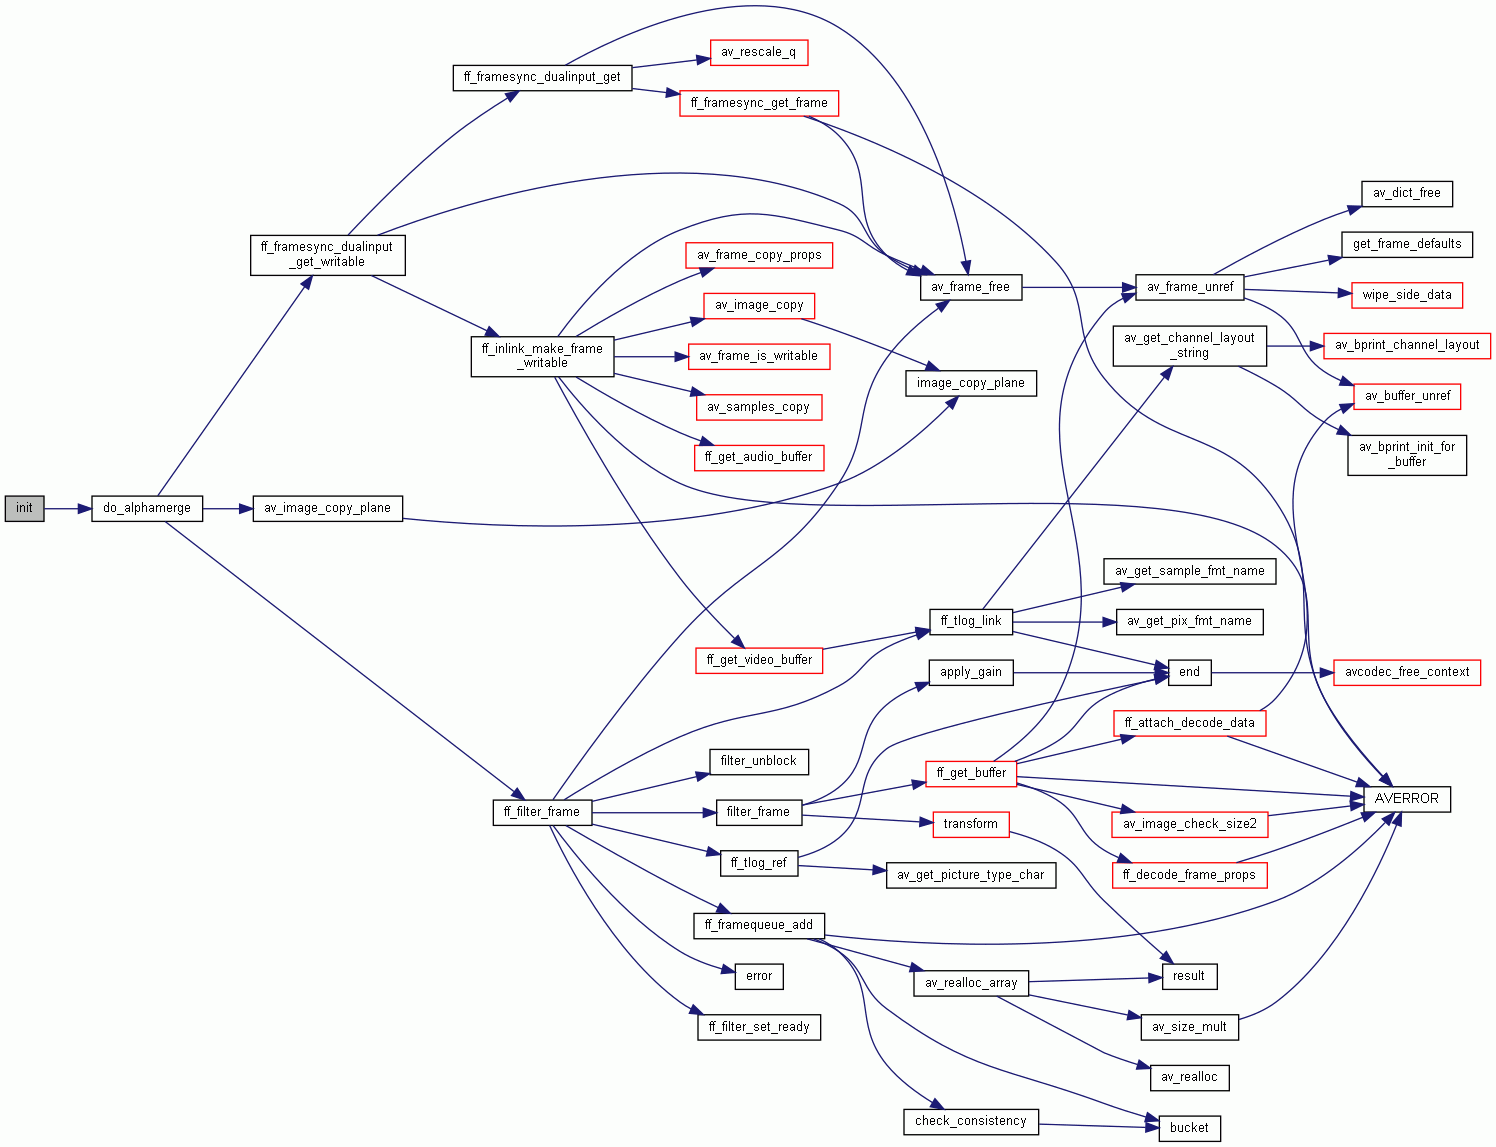 init
do_alphamerge
ff_framesync_dualinput
_get_writable
av_image_copy_plane
ff_framesync_dualinput_get
ff_inlink_make_frame
_writable
ff_filter_frame
av_rescale_q
ff_framesync_get_frame
av_frame_copy_props
av_image_copy
av_frame_is_writable
av_samples_copy
ff_get_audio_buffer
ff_get_video_buffer
filter_unblock
filter_frame
ff_tlog_ref
ff_framequeue_add
error
ff_filter_set_ready
av_frame_free
image_copy_plane
ff_tlog_link
apply_gain
ff_get_buffer
transform
av_get_picture_type_char
av_realloc_array
check_consistency
av_frame_unref
av_get_channel_layout
_string
av_get_sample_fmt_name
av_get_pix_fmt_name
end
ff_attach_decode_data
av_image_check_size2
ff_decode_frame_props
result
av_size_mult
av_realloc
bucket
av_dict_free
get_frame_defaults
wipe_side_data
av_bprint_channel_layout
av_buffer_unref
av_bprint_init_for
_buffer
avcodec_free_context
AVERROR